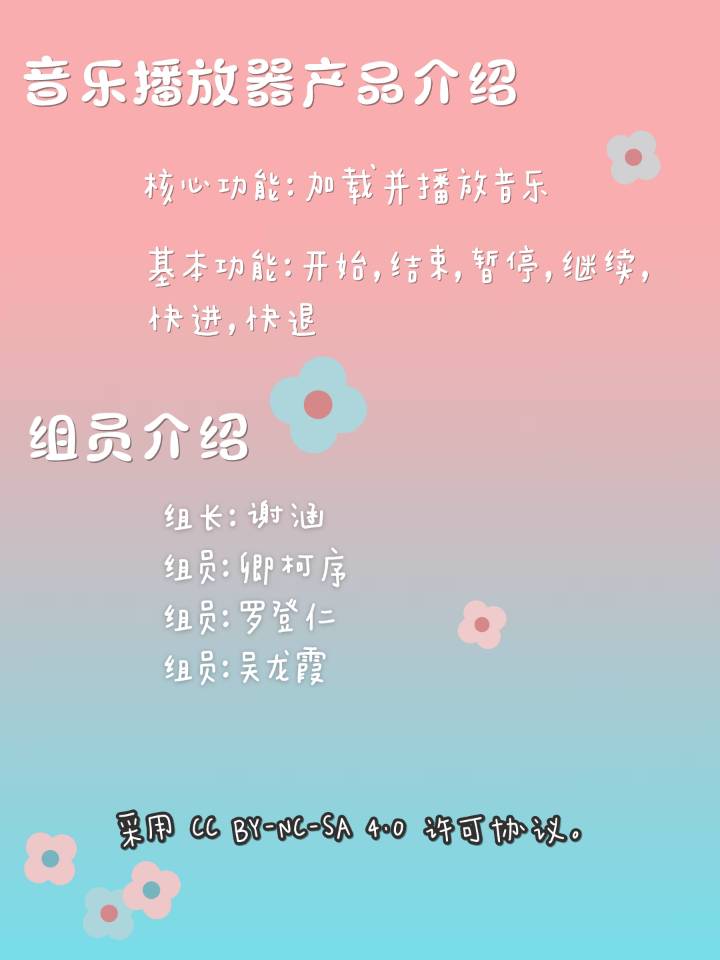 音乐播放器产品介绍
核心功能:加载并播放音乐
基本功能:开始,结束,暂停,继续,
快进,快退
组员介绍
组长:谢涵
组员:卿柯序
组员:罗登仁
组员:吴龙霞
采用 CC BY-NC-SA 4.0 许可协议。